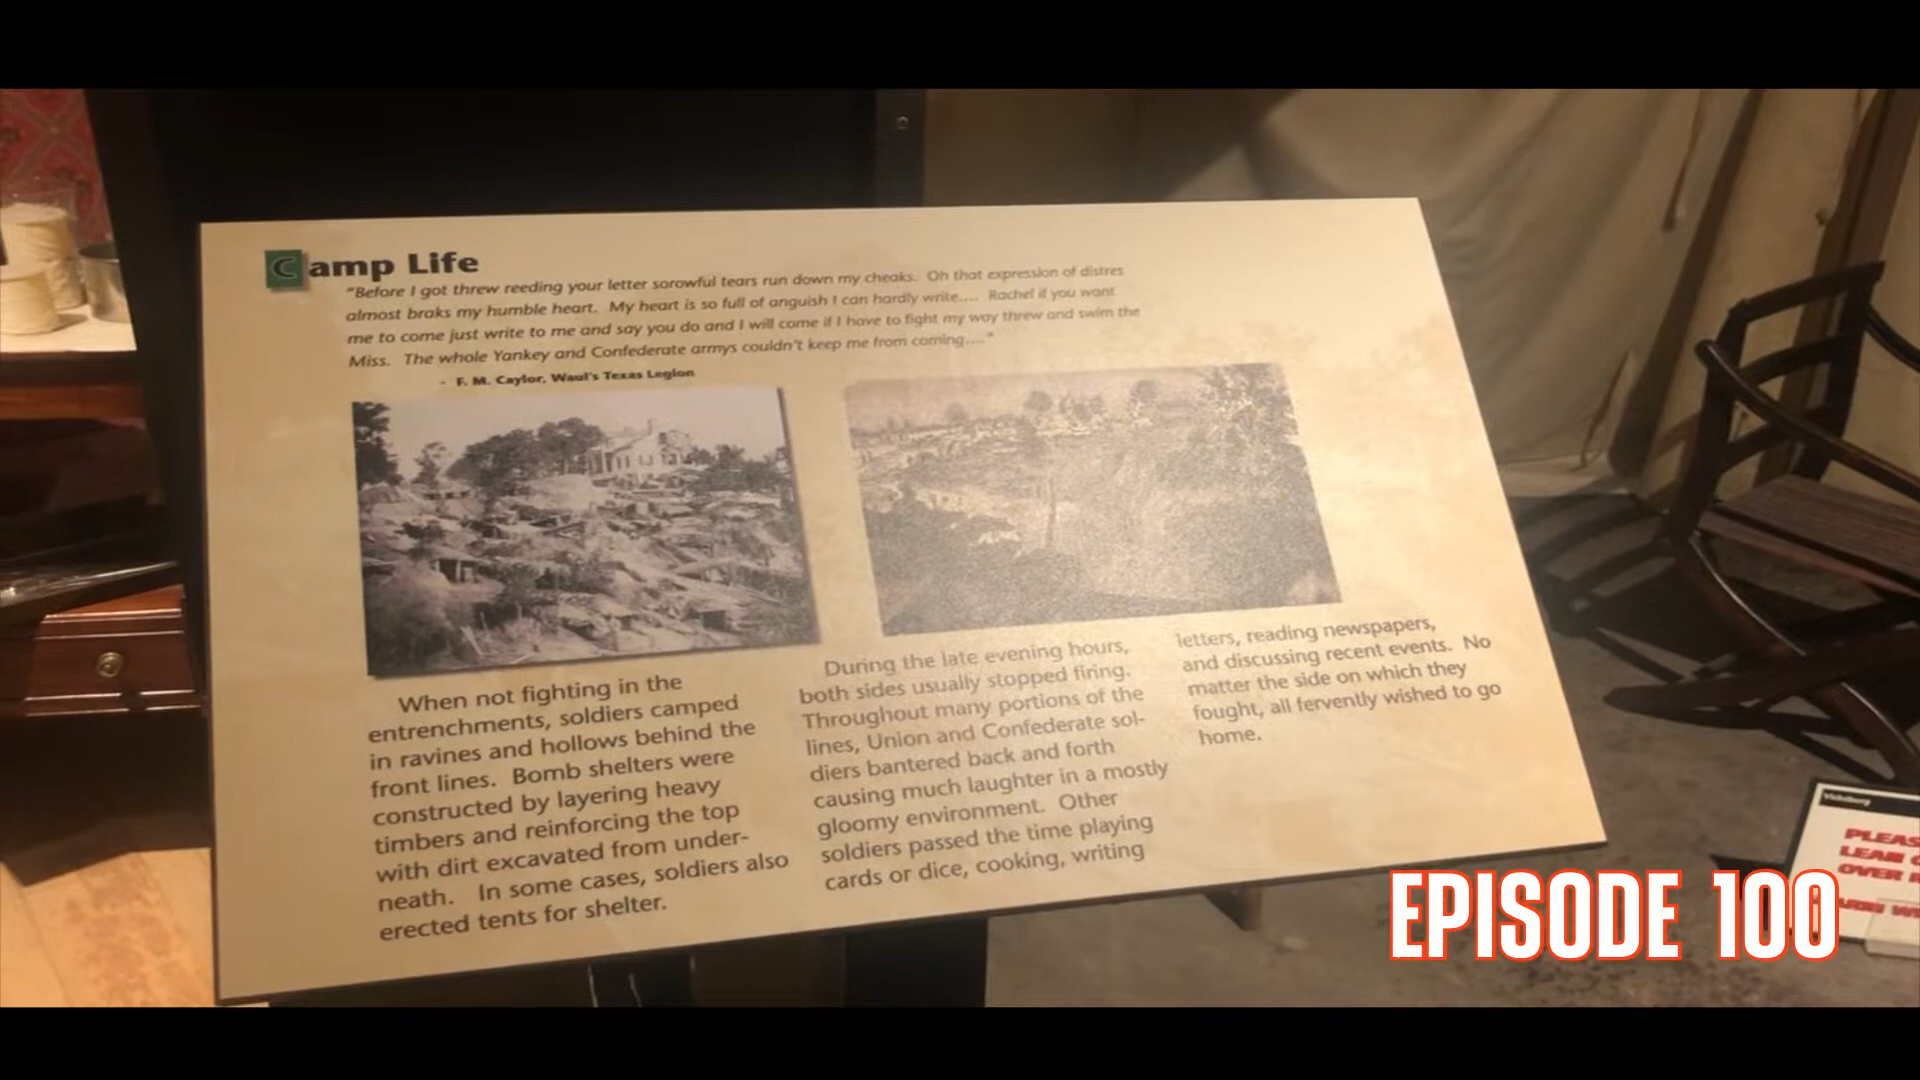 Camp Life
"Before I got threw reeding your letter sorowful tears run down my cheaks. Oh that expression of distres
almost braks my humble heart. My heart is so full of anguish I can hardly write.... Rachel if you want
me to come just write to me and say you do and I will come if I have to fight my way threw and swim the
Miss. The whole Yankey and Confederate armys couldn't keep me from coming...."
- F. M. Caylor, Waul's Texas Legion
When not fighting in the
entrenchments, soldiers camped
in ravines and hollows behind the
front lines. Bomb shelters were
constructed by layering heavy
timbers and reinforcing the top
with dirt excavated from under-
neath. In some cases, soldiers also
erected tents for shelter.
During the late evening hours,
both sides usually stopped firing.
Throughout many portions of the
lines, Union and Confederate sol-
diers bantered back and forth
causing much laughter in a mostly
gloomy environment. Other
soldiers passed the time playing
cards or dice, cooking, writing
letters, reading newspapers,
and discussing recent events. No
matter the side on which they
fought, all fervently wished to go
home.
Vicksburg
PLEAS
LEAN
OVER
EPISODE 100